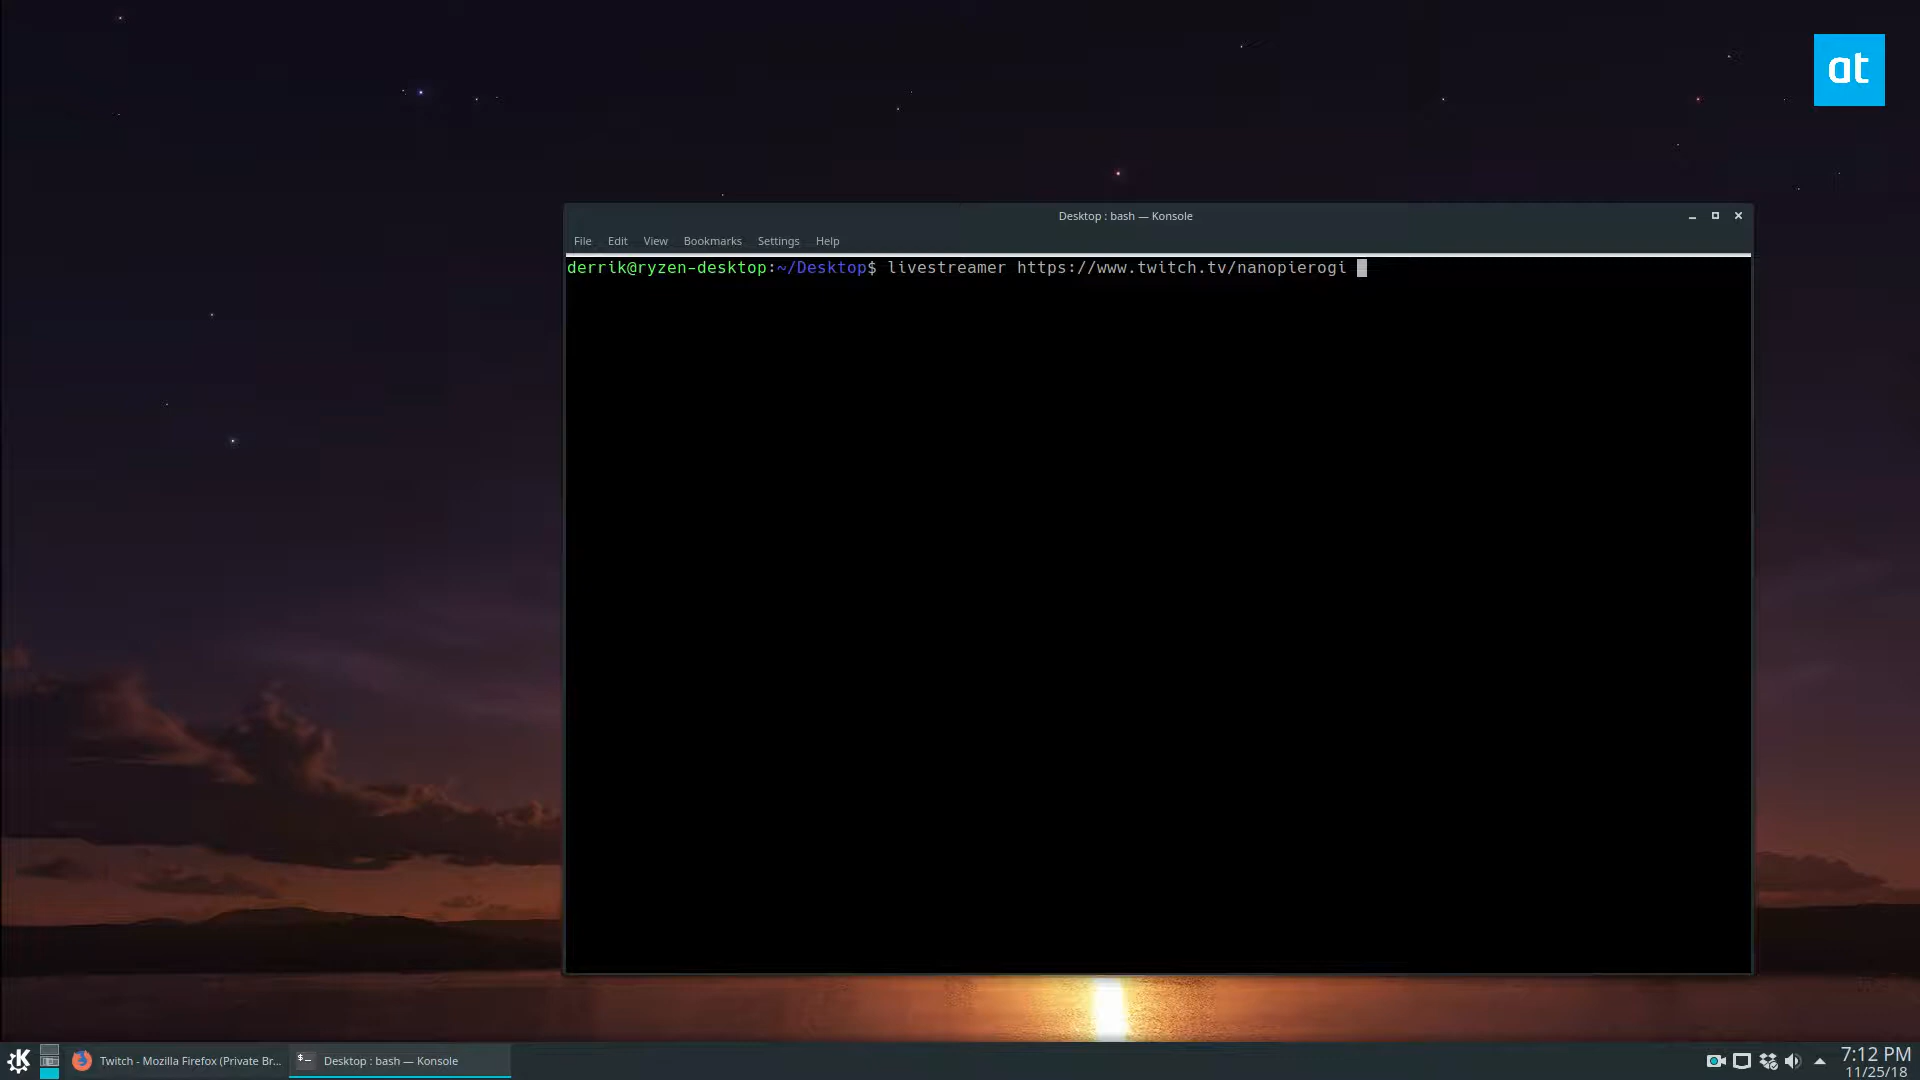 at
Desktop : bash — Konsole
File Edit View Bookmarks Settings Help
derrik@ryzen-desktop:~/Desktop$ livestreamer https://www.twitch.tv/nanopierogi
Twitch - Mozilla Firefox (Private Br... Desktop : bash — Konsole 7:12 PM
11/25/18